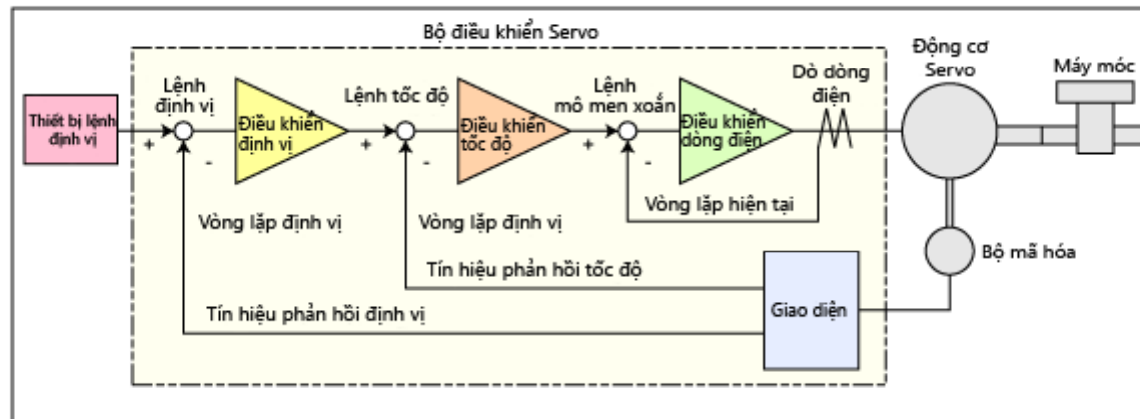 Bộ điều khiển Servo
Động cơ
Servo
Máy móc
Thiết bị lệnh
định vị
Lệnh
định vị
+
-
Điều khiển
định vị
Lệnh tốc độ
+
-
Điều khiển
tốc độ
Lệnh
mô men xoắn
+
-
Điều khiển
dòng điện
Dò dòng
điện
Vòng lặp định vị
Vòng lặp định vị
Vòng lặp hiện tại
Tín hiệu phản hồi tốc độ
Tín hiệu phản hồi định vị
Giao diện
Bộ mã hóa